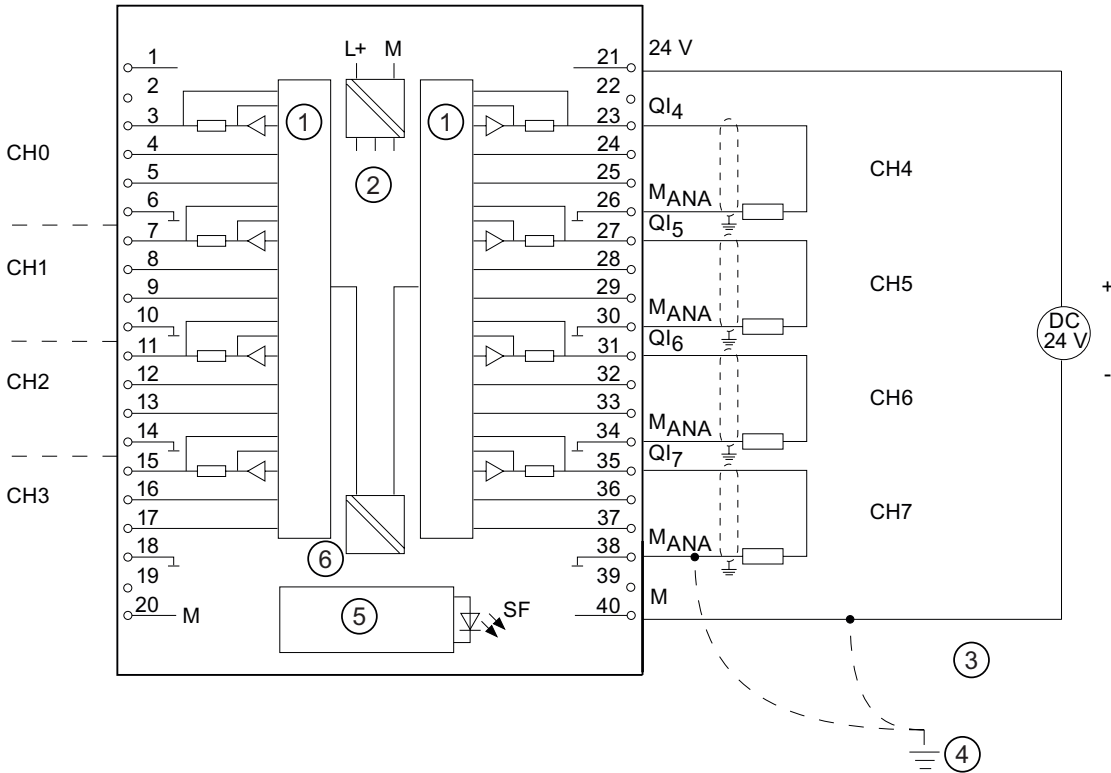 L+ M
24 V
1
21
2
22
QI4
3
23
1
1
4
24
CH0
CH4
2
5
25
MANA
6
26
QI5
7
27
CH1
8
28
CH5
9
29
+
MANA
10
30
QI6
DC
24 V
11
31
CH2
12
32
CH6
-
13
33
MANA
14
34
QI7
15
35
CH3
16
36
CH7
17
37
MANA
18
38
6
19
39
M
20 M
5
SF
40
3
4